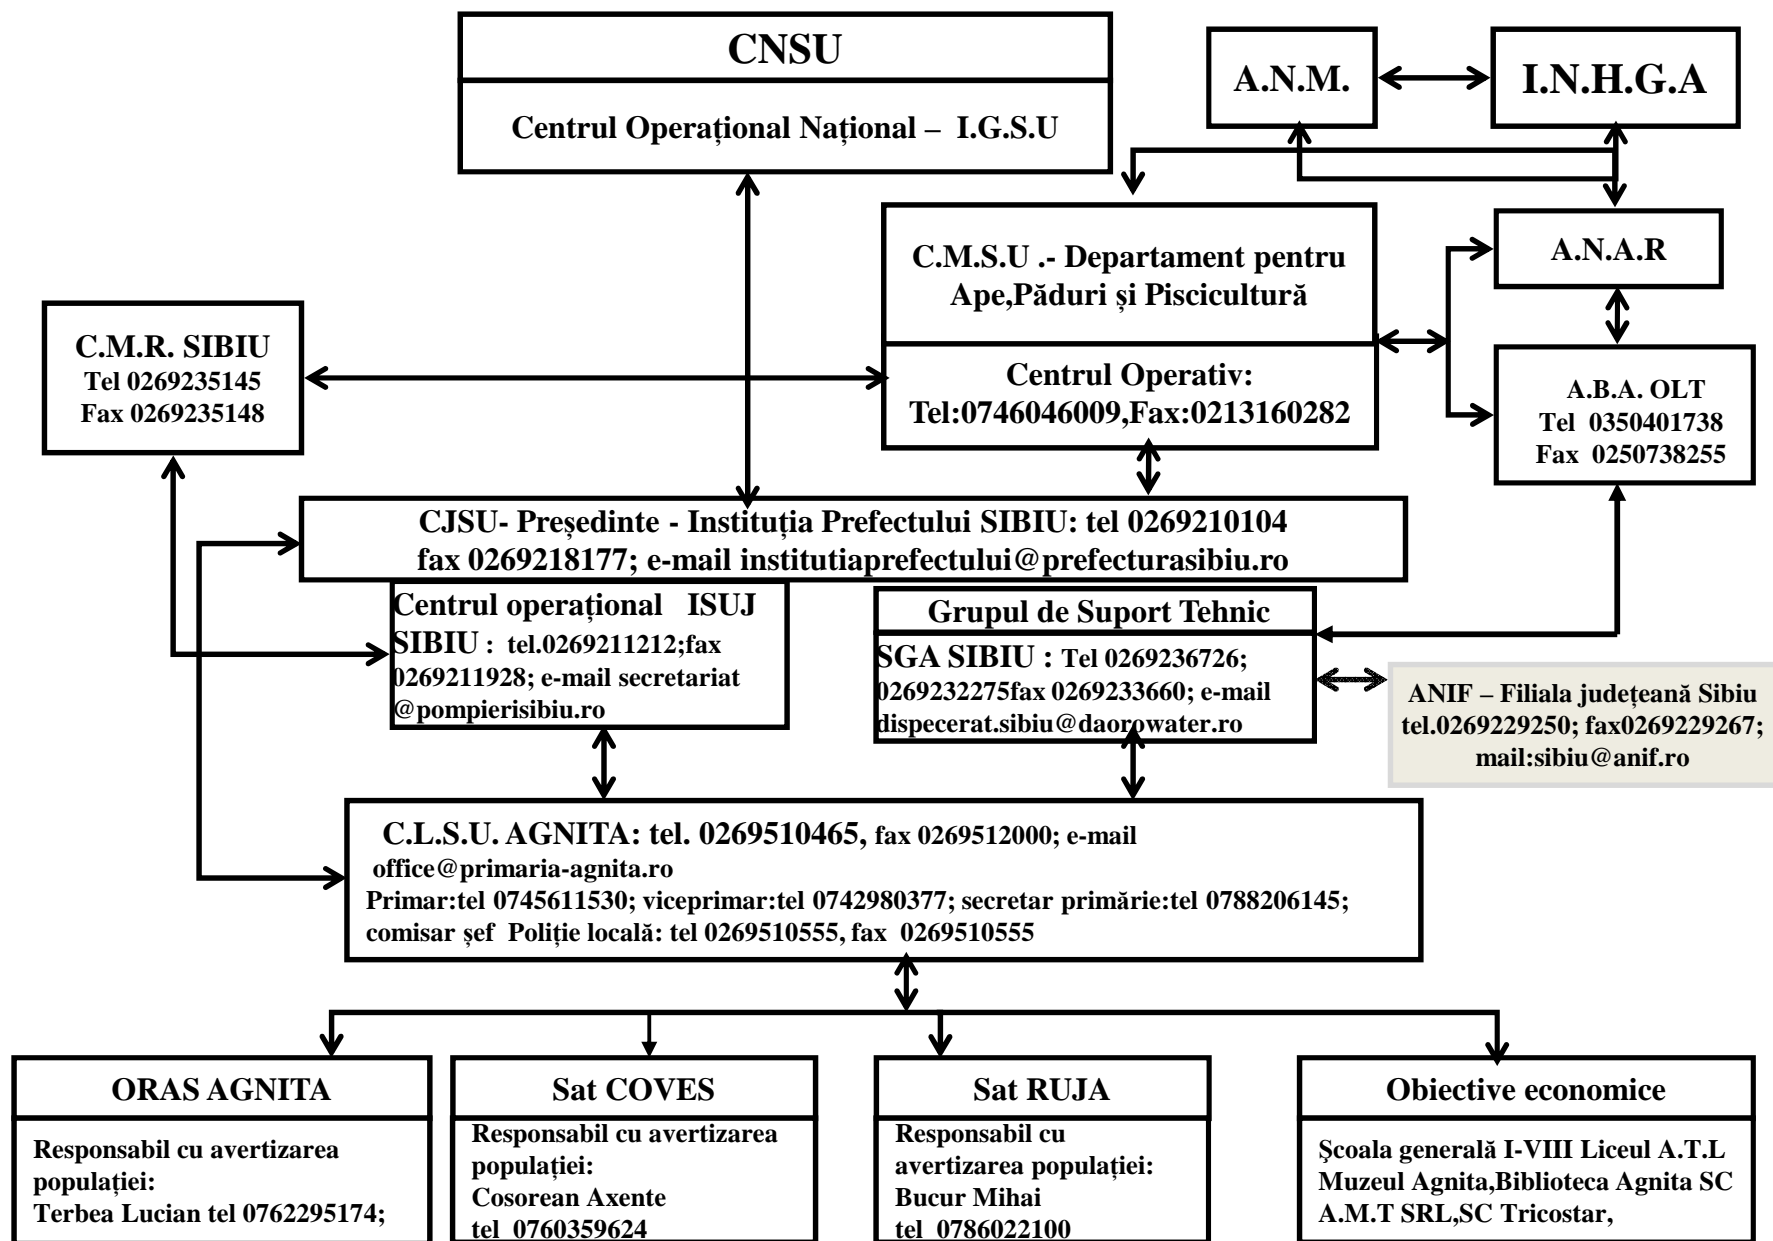 CNSU
Centrul Operațional Național – I.G.S.U
A.N.M.
I.N.H.G.A
C.M.S.U .- Departament pentru
Ape,Păduri și Piscicultură
Centrul Operativ:
Tel:0746046009,Fax:0213160282
A.N.A.R
C.M.R. SIBIU
Tel 0269235145
Fax 0269235148
A.B.A. OLT
Tel 0350401738
Fax 0250738255
CJSU- Președinte - Instituția Prefectului SIBIU: tel 0269210104
fax 0269218177; e-mail institutiaprefectului@prefecturasibiu.ro
Centrul operațional ISUJ
SIBIU : tel.0269211212;fax
0269211928; e-mail secretariat
@pompierisibiu.ro
Grupul de Suport Tehnic
SGA SIBIU : Tel 0269236726;
0269232275fax 0269233660; e-mail
dispecerat.sibiu@daorowater.ro
ANIF – Filiala județeană Sibiu
tel.0269229250; fax0269229267;
mail:sibiu@anif.ro
C.L.S.U. AGNITA: tel. 0269510465, fax 0269512000; e-mail
office@primaria-agnita.ro
Primar:tel 0745611530; viceprimar:tel 0742980377; secretar primărie:tel 0788206145;
comisar șef Poliție locală: tel 0269510555, fax 0269510555
ORAS AGNITA
Responsabil cu avertizarea
populației:
Terbea Lucian tel 0762295174;
Sat COVES
Responsabil cu avertizarea
populației:
Cosorean Axente
tel 0760359624
Sat RUJA
Responsabil cu
avertizarea populației:
Bucur Mihai
tel 0786022100
Obiective economice
Şcoala generală I-VIII Liceul A.T.L
Muzeul Agnita,Biblioteca Agnita SC
A.M.T SRL,SC Tricostar,